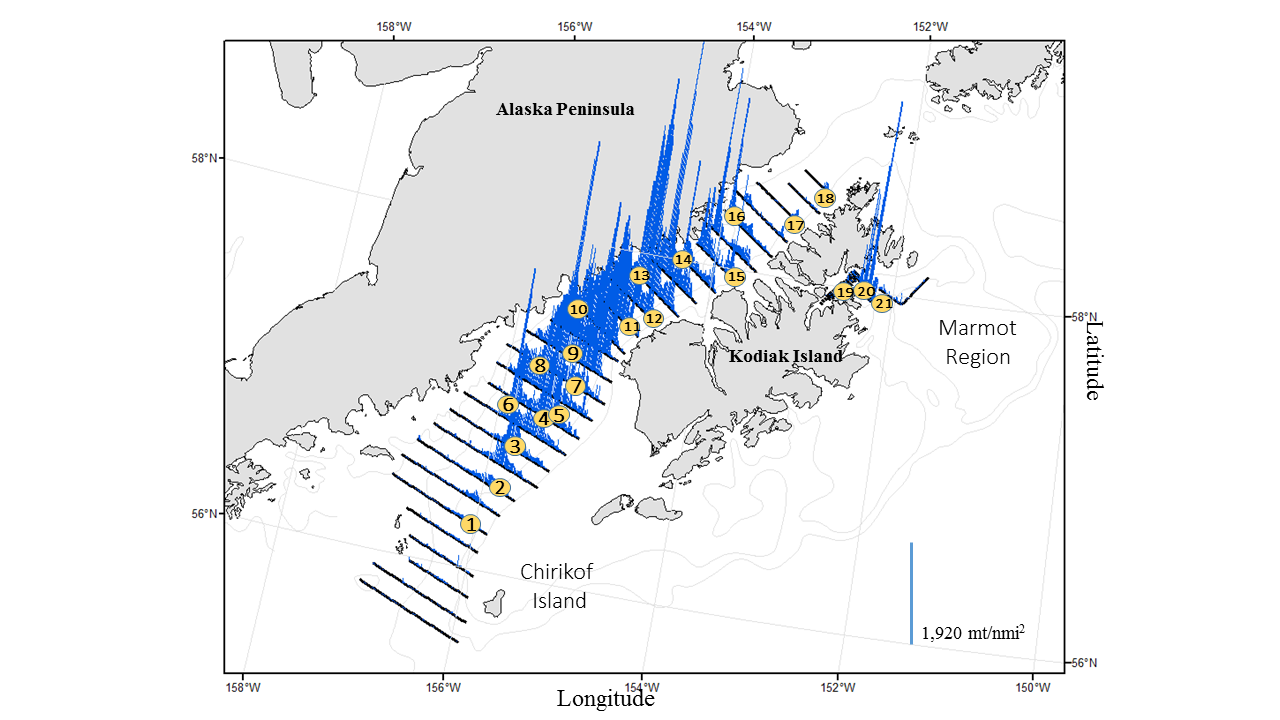 158°W 156°W 154°W 152°W
Alaska Peninsula
58°N
18
16
17
14
13
15
19 20
21
10
12
11
58°N
Marmot
Region
Kodiak Island
Latitude
9
8
7
6
4 5
3
2
56°N
1
Chirikof
Island
1,920 mt/nmi²
56°N
158°W 156°W 154°W 152°W 150°W
Longitude